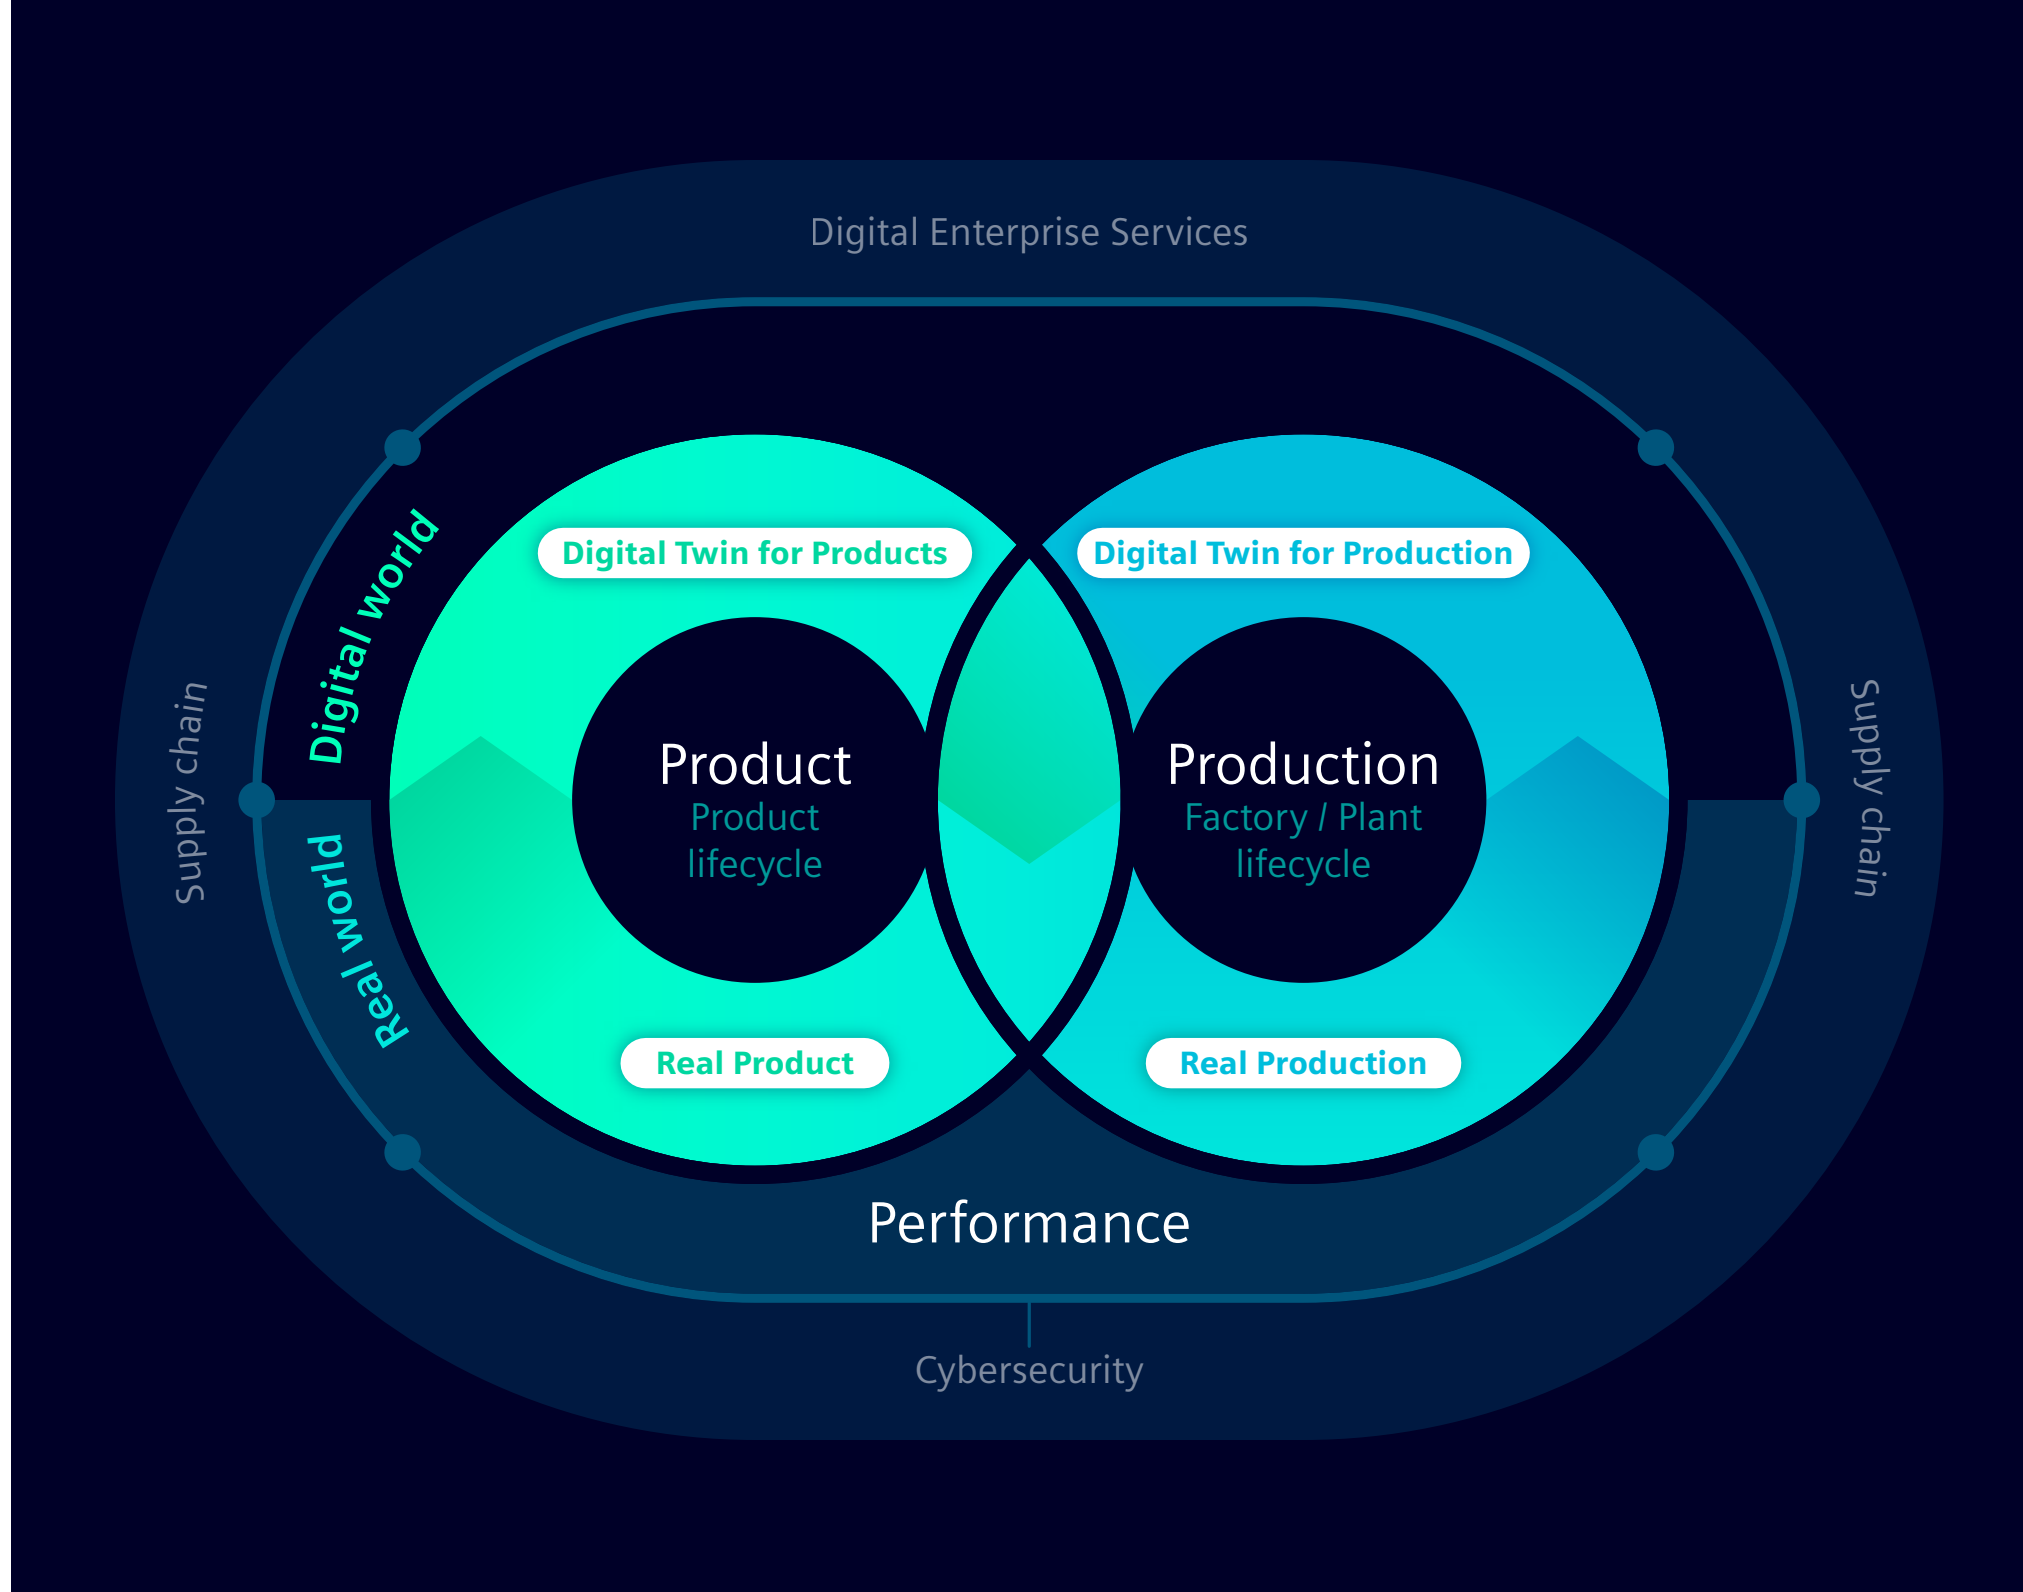 Digital Enterprise Services
Digital world
Digital Twin for Products
Digital Twin for Production
Supply chain
Supply chain
Product
Product
lifecycle
Production
Factory / Plant
lifecycle
Real world
Real Product
Real Production
Performance
Cybersecurity